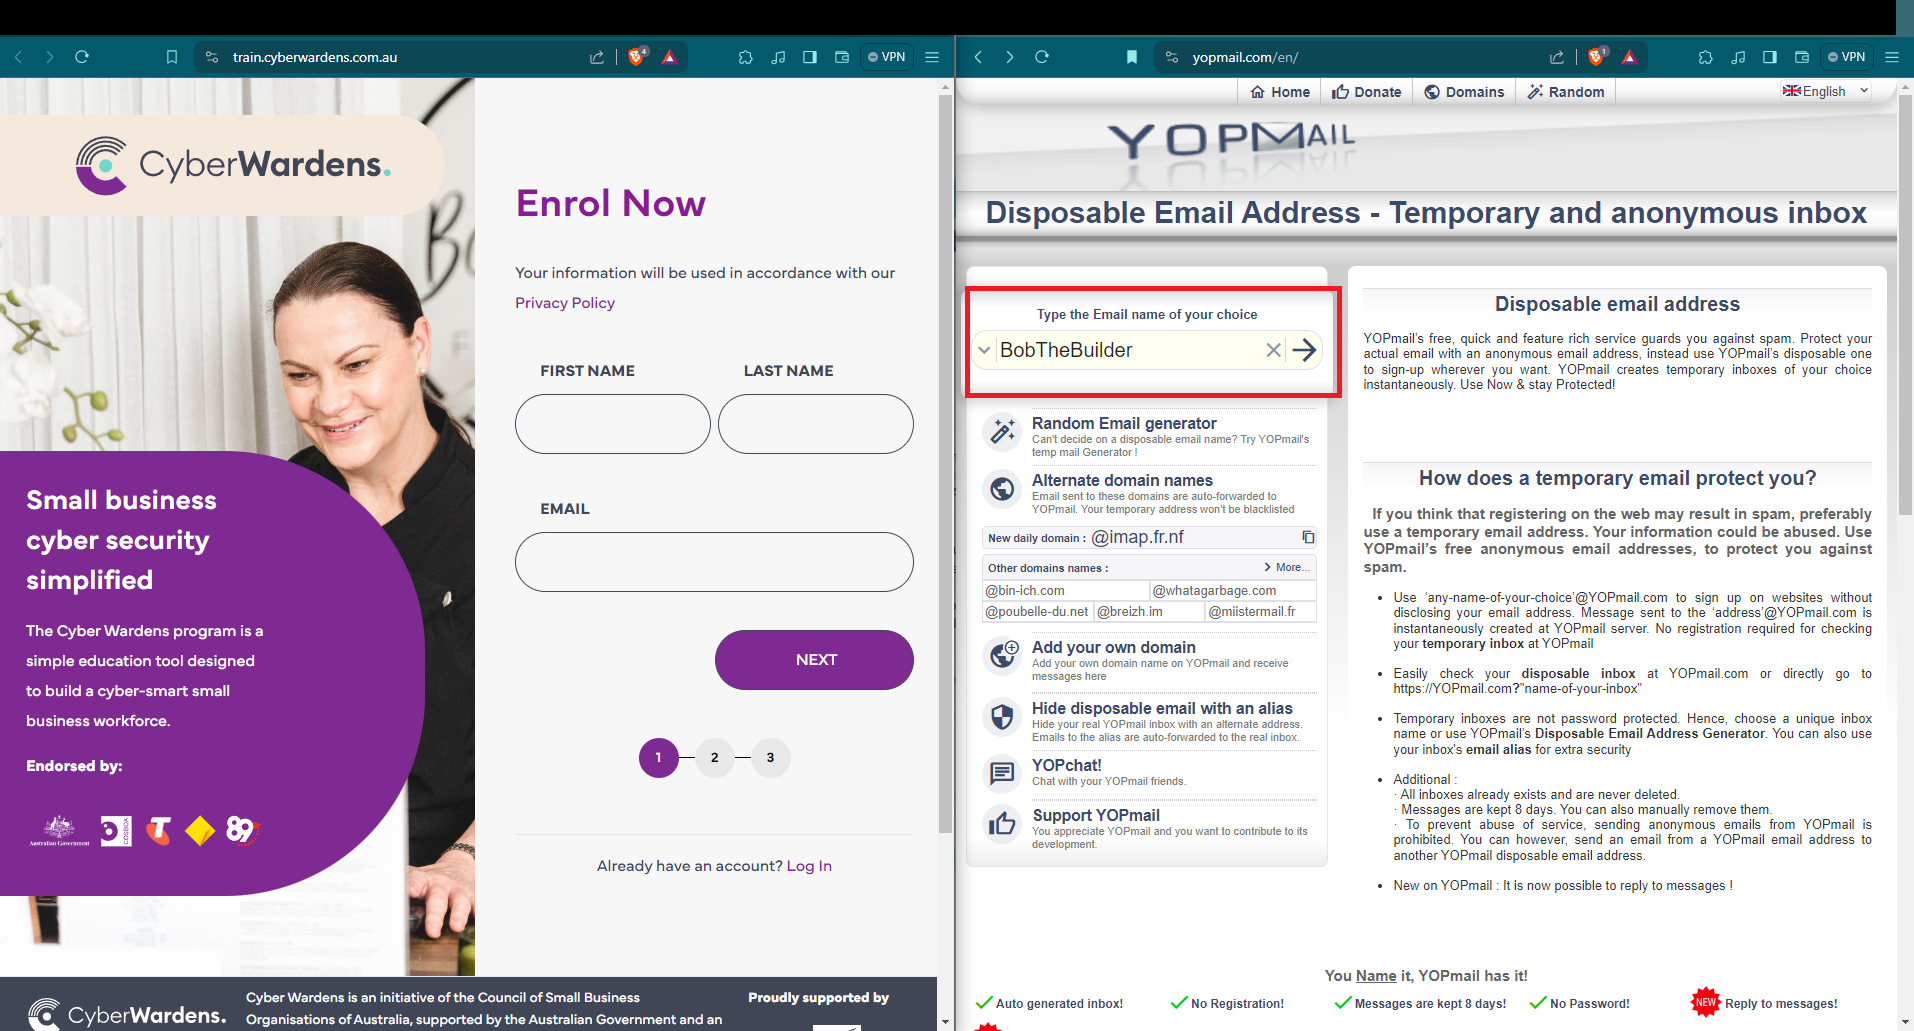 train.cyberwardens.com.au
4
VPN
CyberWardens.
Small business
cyber security
simplified
The Cyber Wardens program is a
simple education tool designed
to build a cyber-smart small
business workforce.
Endorsed by:
Australian Government
COSBOA
T
89
Enrol Now
Your information will be used in accordance with our
Privacy Policy
FIRST NAME
LAST NAME
EMAIL
NEXT
1
2
3
Already have an account? Log In
CyberWardens.
Cyber Wardens is an initiative of the Council of Small Business
Organisations of Australia, supported by the Australian Government and an
Proudly supported by
yopmail.com/en/
1
VPN
Home
Donate
Domains
Random
English
YOPMAIL
Disposable Email Address - Temporary and anonymous inbox
Type the Email name of your choice
BobTheBuilder
Random Email generator
Can't decide on a disposable email name? Try YOPmail's
temp mail Generator !
Alternate domain names
Email sent to these domains are auto-forwarded to
YOPmail. Your temporary address won't be blacklisted
New daily domain : @imap.fr.nf
Other domains names :
More...
@bin-ich.com
@whatagarbage.com
@poubelle-du.net
@breizh.im
@miistermail.fr
Add your own domain
Add your own domain name on YOPmail and receive
messages here
Hide disposable email with an alias
Hide your real YOPmail inbox with an alternate address.
Emails to the alias are auto-forwarded to the real inbox.
YOPchat!
Chat with your YOPmail friends.
Support YOPmail
You appreciate YOPmail and you want to contribute to its
development.
Disposable email address
YOPmail's free, quick and feature rich service guards you against spam. Protect your
actual email with an anonymous email address, instead use YOPmail's disposable one
to sign-up wherever you want. YOPmail creates temporary inboxes of your choice
instantaneously. Use Now & stay Protected!
How does a temporary email protect you?
If you think that registering on the web may result in spam, preferably
use a temporary email address. Your information could be abused. Use
YOPmail's free anonymous email addresses, to protect you against
spam.
• Use ‘any-name-of-your-choice’@YOPmail.com to sign up on websites without
disclosing your email address. Message sent to the ‘address’@YOPmail.com is
instantaneously created at YOPmail server. No registration required for checking
your temporary inbox at YOPmail
• Easily check your disposable inbox at YOPmail.com or directly go to
https://YOPmail.com?"name-of-your-inbox"
• Temporary inboxes are not password protected. Hence, choose a unique inbox
name or use YOPmail's Disposable Email Address Generator. You can also use
your inbox's email alias for extra security
• Additional :
· All inboxes already exists and are never deleted.
· Messages are kept 8 days. You can also manually remove them.
· To prevent abuse of service, sending anonymous emails from YOPmail is
prohibited. You can however, send an email from a YOPmail email address to
another YOPmail disposable email address.
• New on YOPmail : It is now possible to reply to messages !
You Name it, YOPmail has it!
Auto generated inbox!
No Registration!
Messages are kept 8 days!
No Password!
NEW Reply to messages!